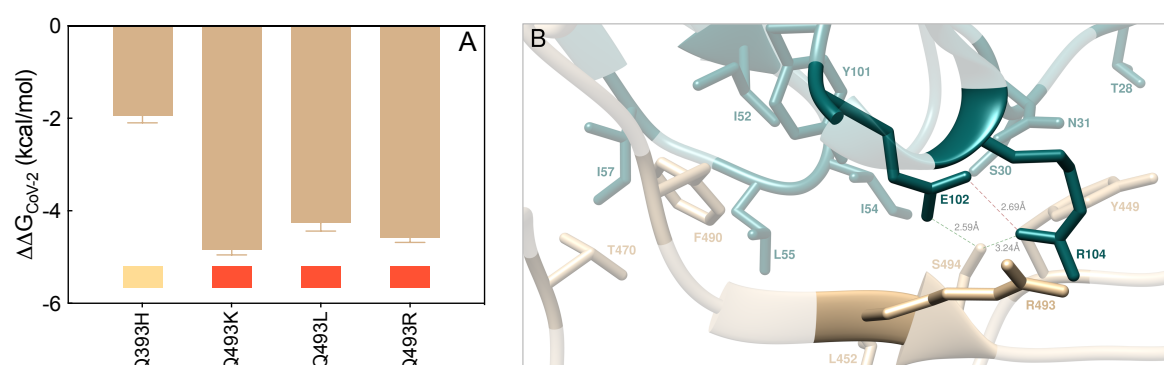 A
0
-2
-4
-6
ΔΔG_CoV-2 (kcal/mol)
Q393H
Q493K
Q493L
Q493R
B
Y101
T28
I52
N31
I57
S30
E102
I54
2.69Å
Y449
2.59Å
F490
T470
L55
3.24Å
R104
S494
R493
L452